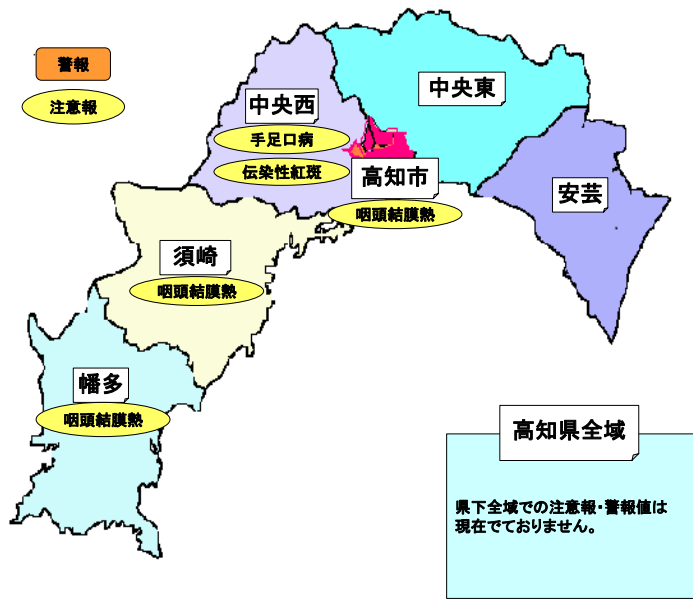 警報
注意報
中央西
手足口病
伝染性紅斑
中央東
高知市
咽頭結膜熱
安芸
須崎
咽頭結膜熱
幡多
咽頭結膜熱
高知県全域
県下全域での注意報・警報値は
現在でておりません。